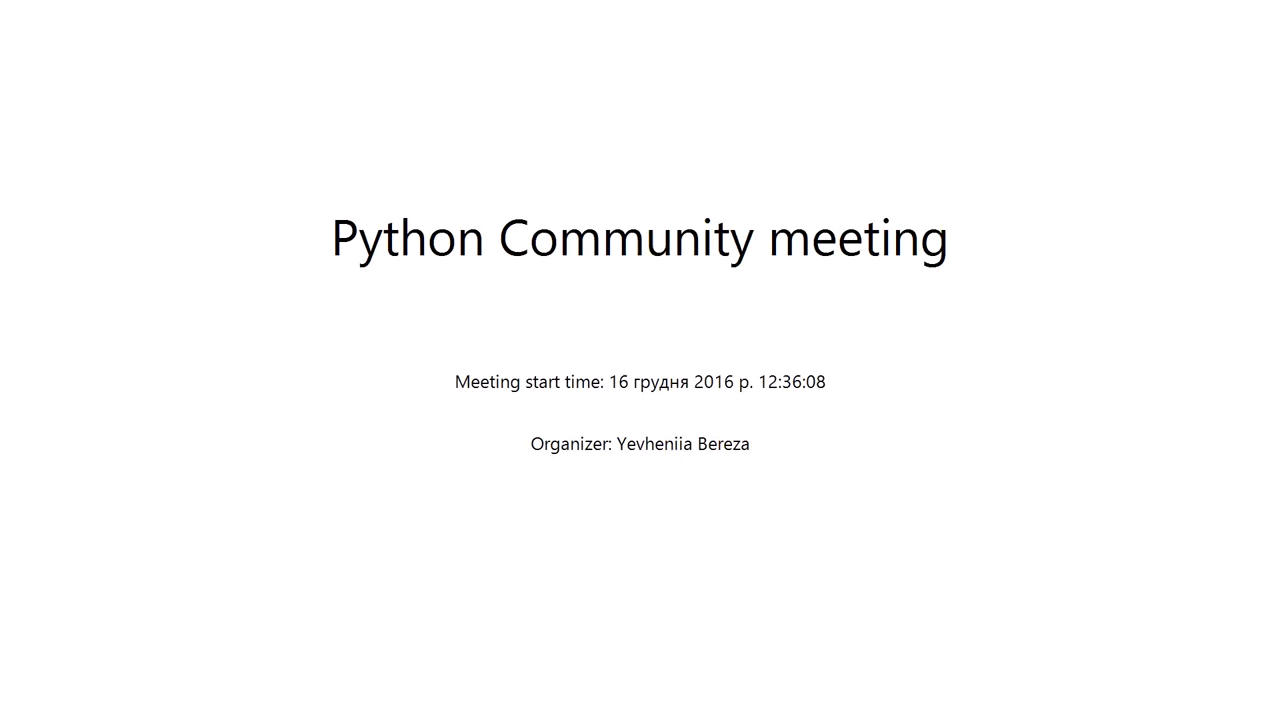 Python Community meeting
Meeting start time: 16 грудня 2016 р. 12:36:08
Organizer: Yevheniia Bereza